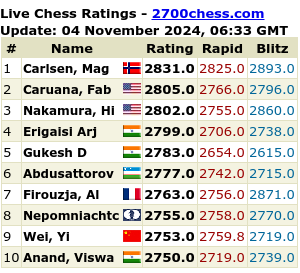 Live Chess Ratings - 2700chess.com
Update: 04 November 2024, 06:33 GMT
# Name Rating Rapid Blitz
1 Carlsen, Mag 2831.0 2825.0 2893.0
2 Caruana, Fab 2805.0 2766.0 2796.0
3 Nakamura, Hi 2802.0 2755.0 2860.0
4 Erigaisi Arj 2799.0 2706.0 2738.0
5 Gukesh D 2783.0 2654.0 2615.0
6 Abdusattorov 2777.0 2742.0 2715.0
7 Firouzja, Al 2763.0 2756.0 2871.0
8 Nepomniachtc 2755.0 2758.0 2770.0
9 Wei, Yi 2753.0 2759.8 2719.0
10 Anand, Viswa 2750.0 2719.0 2739.0